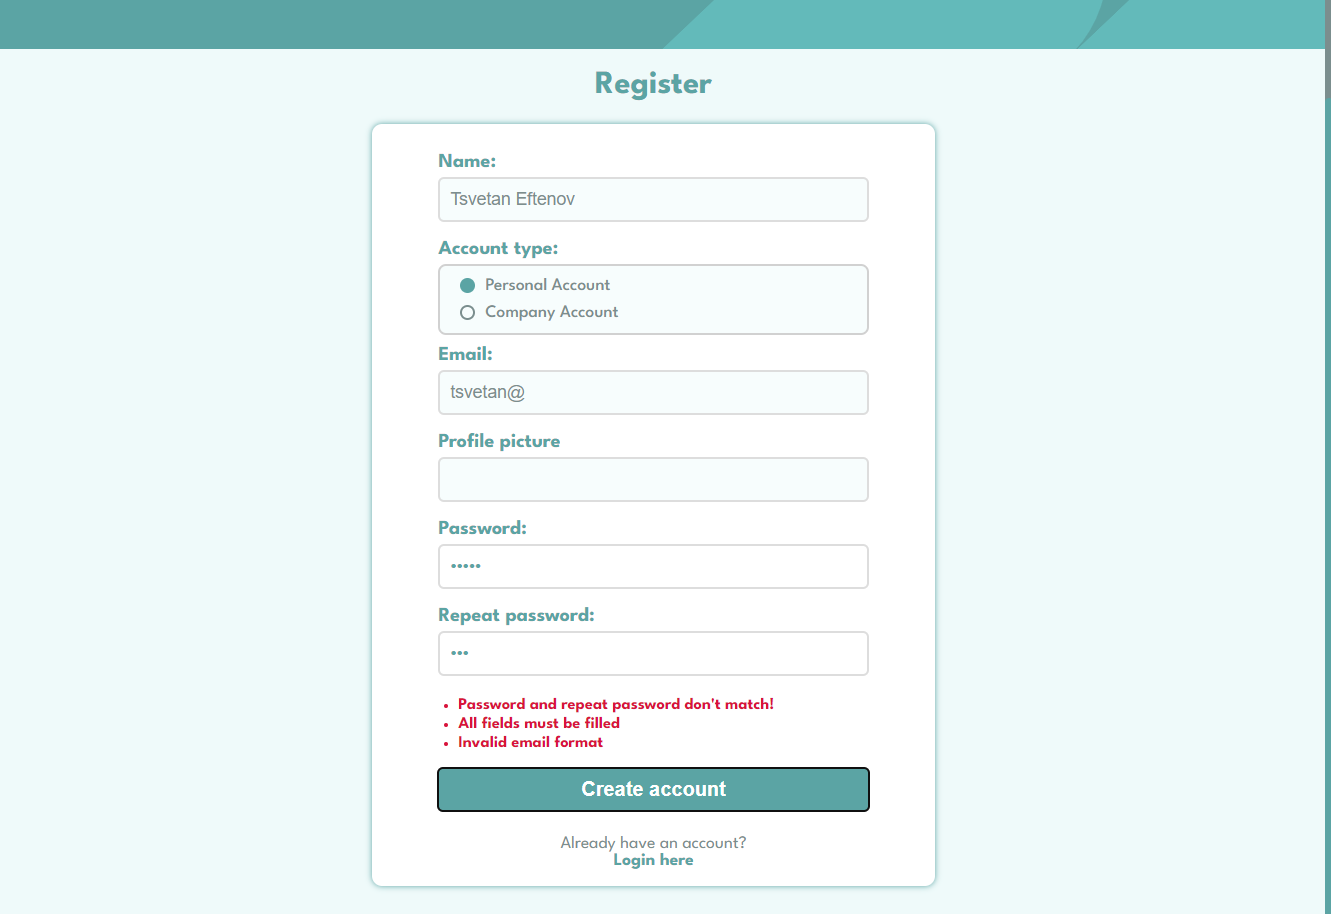 Register
Name:
Tsvetan Eftenov
Account type:
Personal Account
Company Account
Email:
tsvetan@
Profile picture
Password:
•••••
Repeat password:
•••
• Password and repeat password don't match!
• All fields must be filled
• Invalid email format
Create account
Already have an account?
Login here